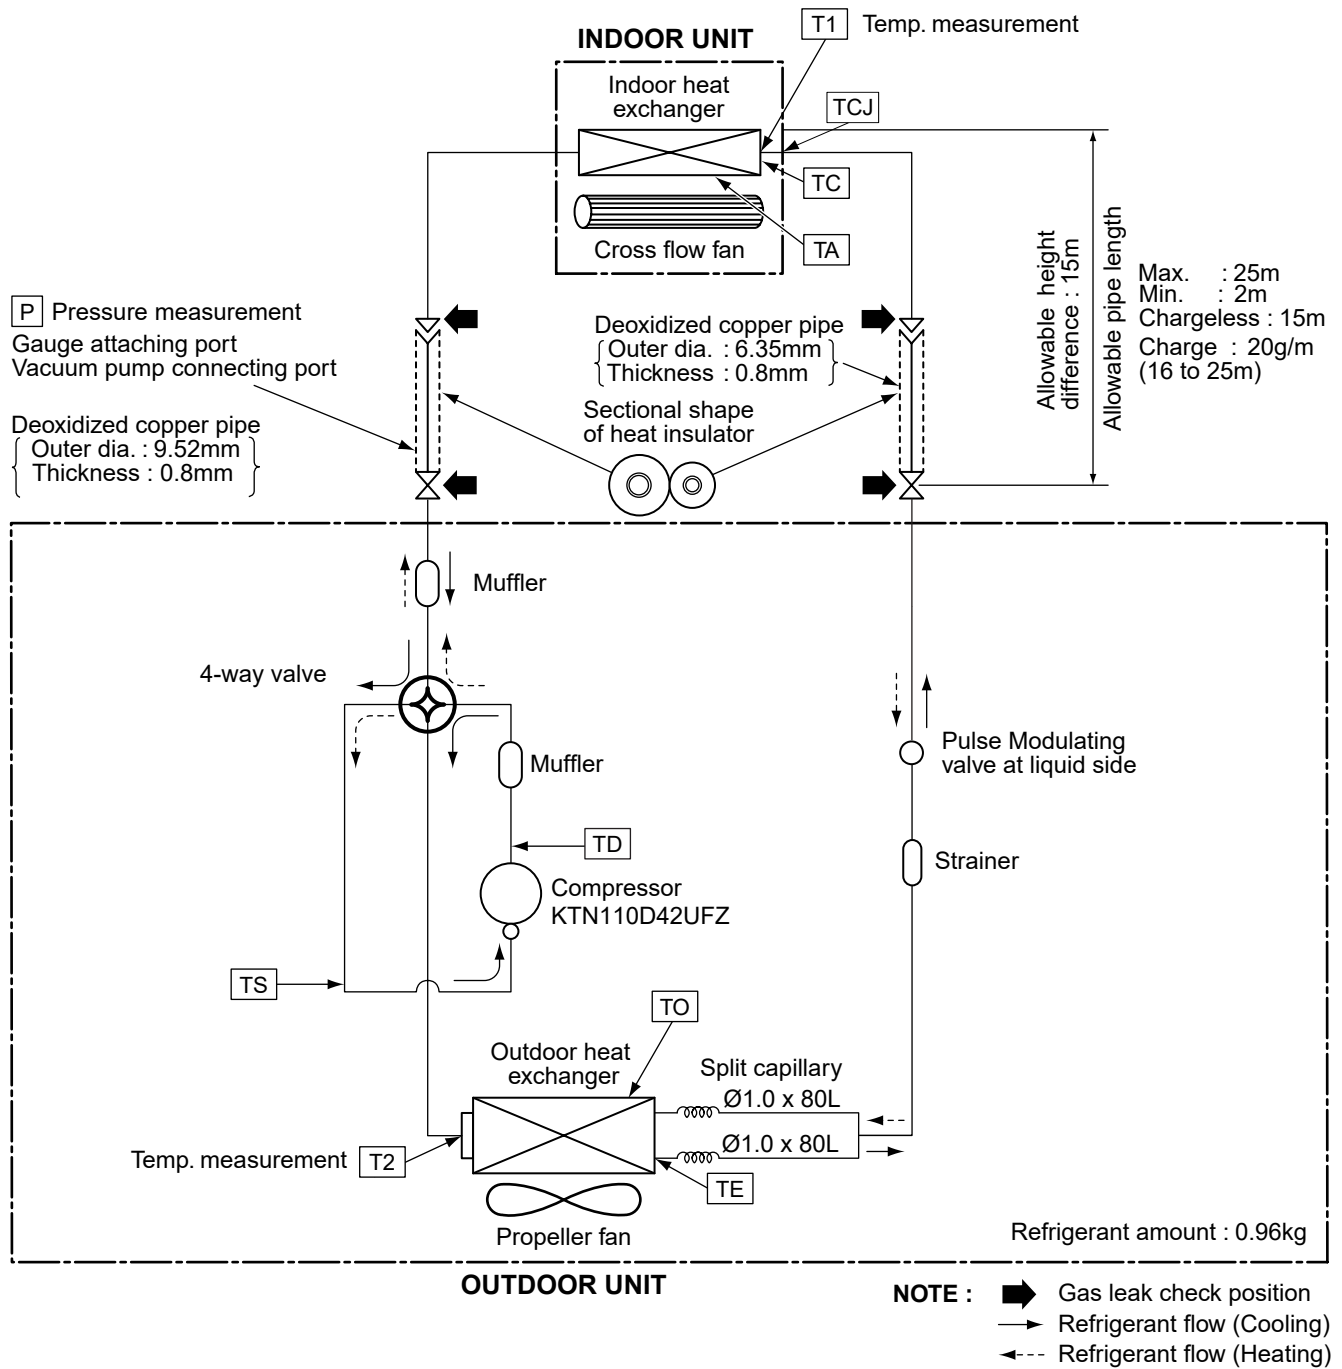 T1 Temp. measurement
INDOOR UNIT
Indoor heat
exchanger
TCJ
TC
Cross flow fan
TA
P Pressure measurement
Gauge attaching port
Vacuum pump connecting port
Deoxidized copper pipe
Outer dia. : 9.52mm
Thickness : 0.8mm
Deoxidized copper pipe
Outer dia. : 6.35mm
Thickness : 0.8mm
Sectional shape
of heat insulator
Allowable height
difference : 15m
Allowable pipe length
Max. : 25m
Min. : 2m
Chargeless : 15m
Charge : 20g/m
(16 to 25m)
Muffler
4-way valve
Muffler
Pulse Modulating
valve at liquid side
TD
Strainer
Compressor
KTN110D42UFZ
TS
TO
Outdoor heat
exchanger
Split capillary
Ø1.0 x 80L
Ø1.0 x 80L
Temp. measurement T2
TE
Propeller fan
Refrigerant amount : 0.96kg
OUTDOOR UNIT
NOTE : Gas leak check position
Refrigerant flow (Cooling)
Refrigerant flow (Heating)